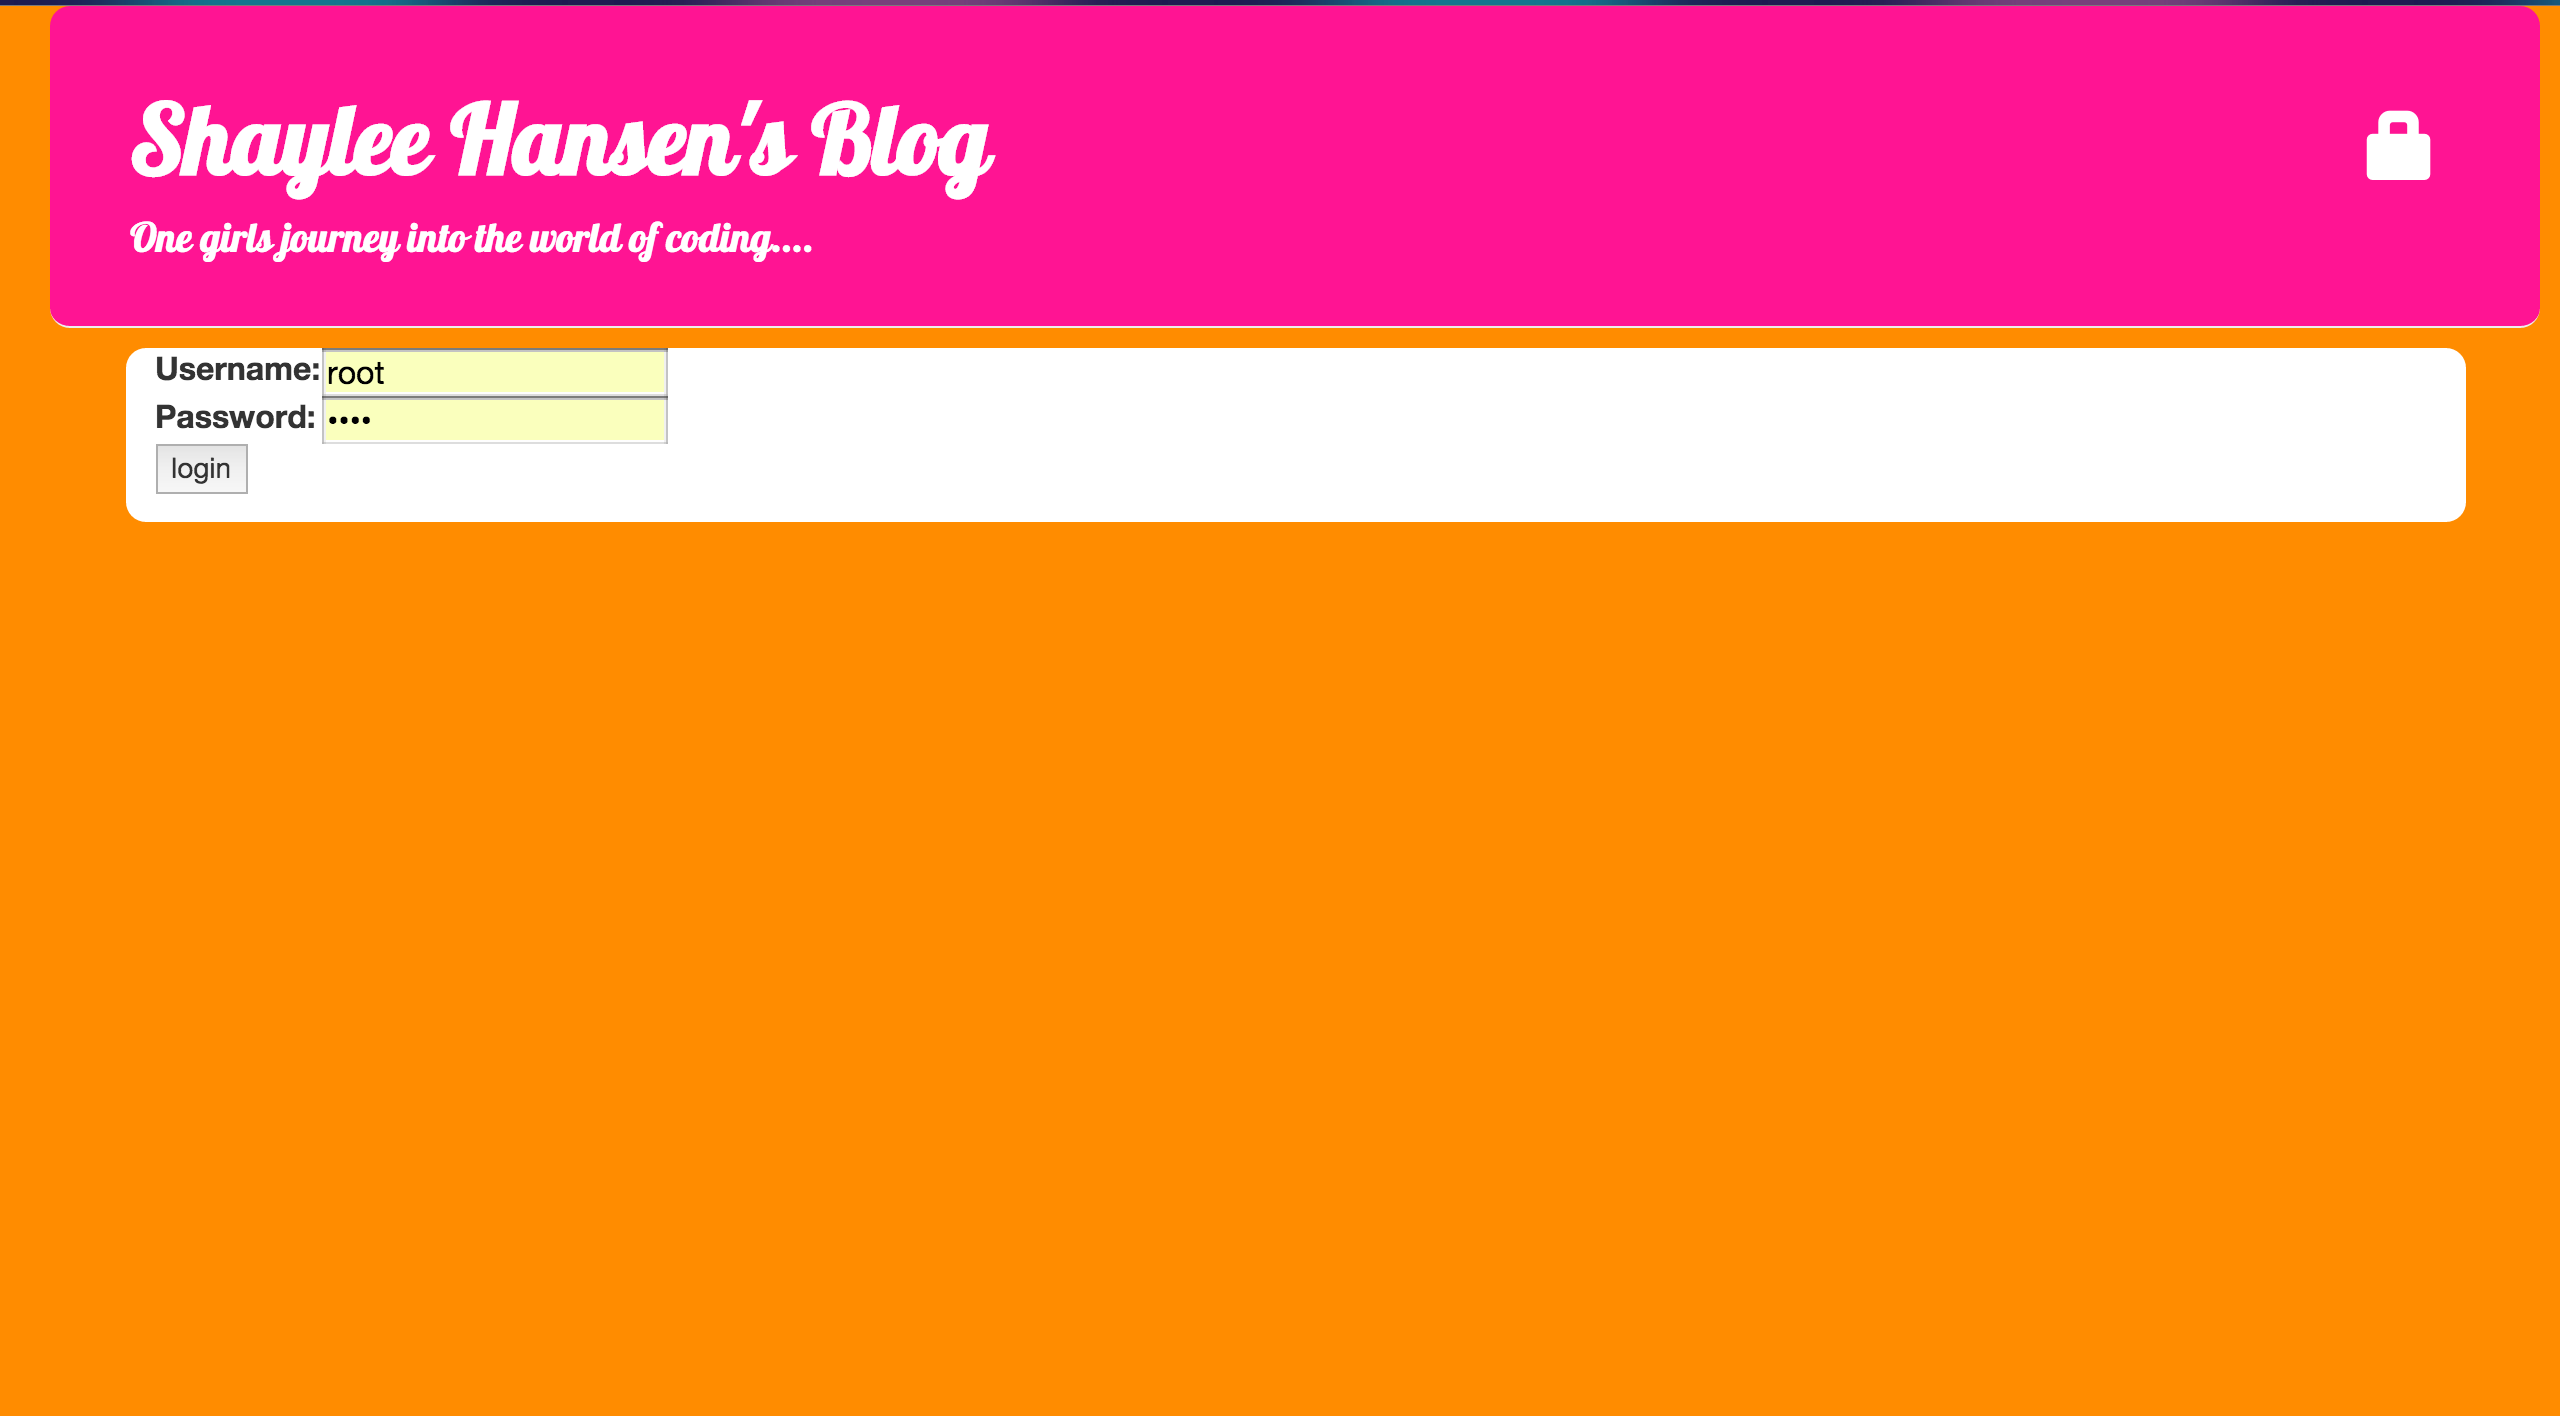 Shaylee Hansen's Blog
One girls journey into the world of coding....
Username: root
Password: ••••
login